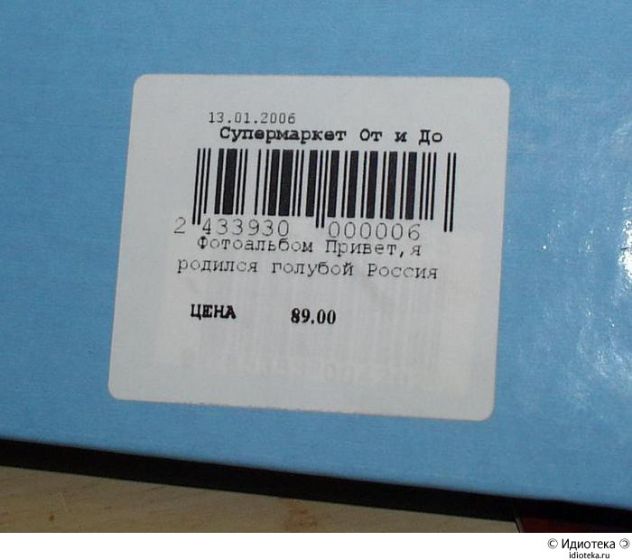 13.01.2006
Супермаркет От и До
2 433930 000006
Фотоальбом Привет,я
родился голубой Россия
ЦЕНА 89.00
© Идиотека
idioteka.ru